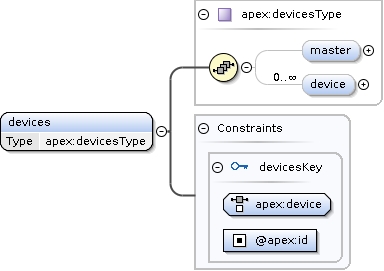 apex:devicesType
master
0..∞
device
devices
Type apex:devicesType
Constraints
devicesKey
apex:device
@apex:id